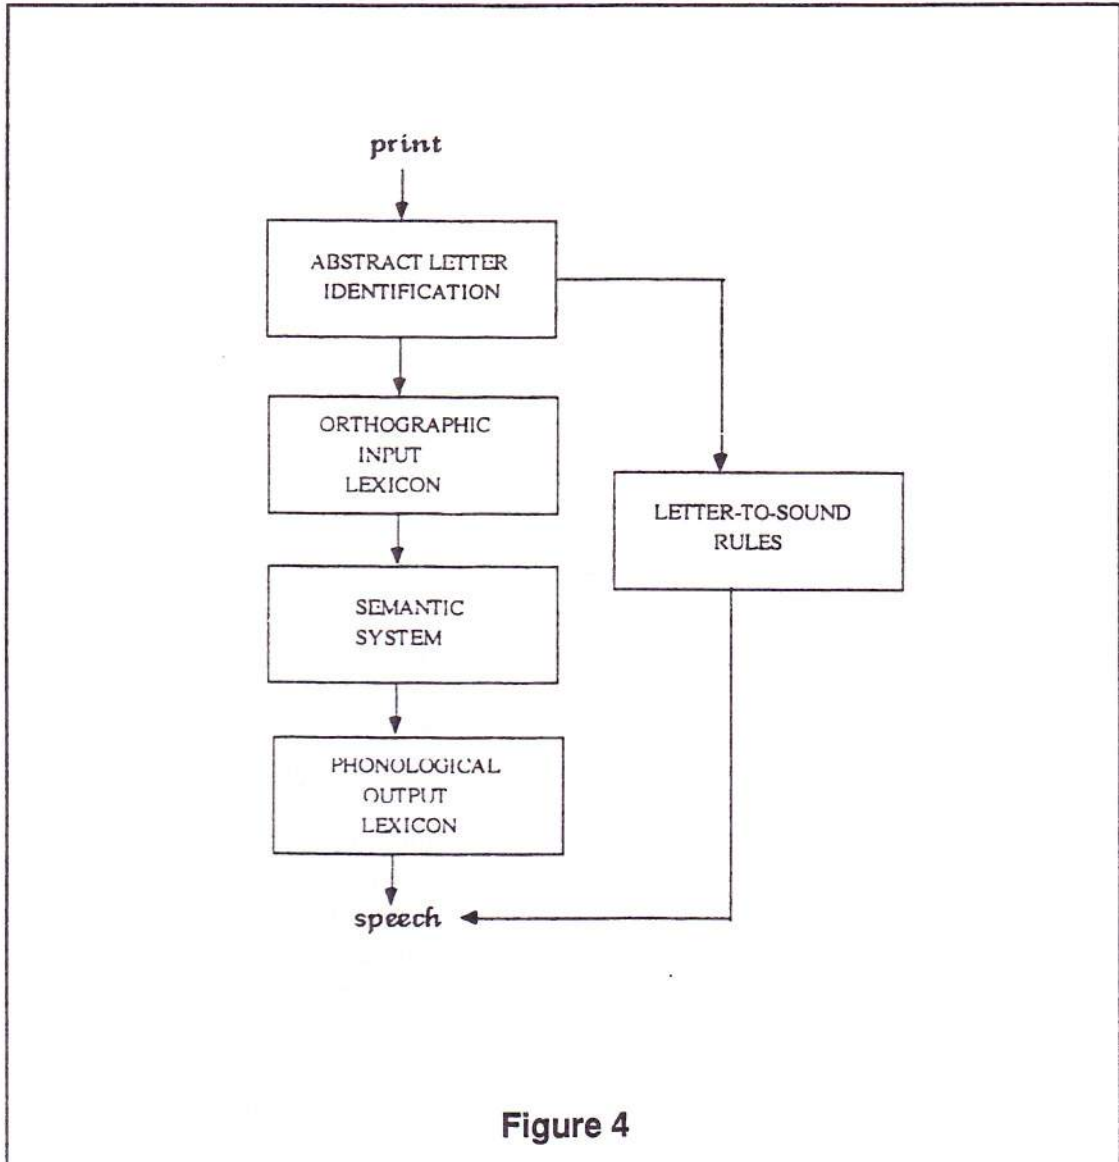 print
ABSTRACT LETTER
IDENTIFICATION
ORTHOGRAPHIC
INPUT
LEXICON
LETTER-TO-SOUND
RULES
SEMANTIC
SYSTEM
PHONOLOGICAL
OUTPUT
LEXICON
speech
Figure 4